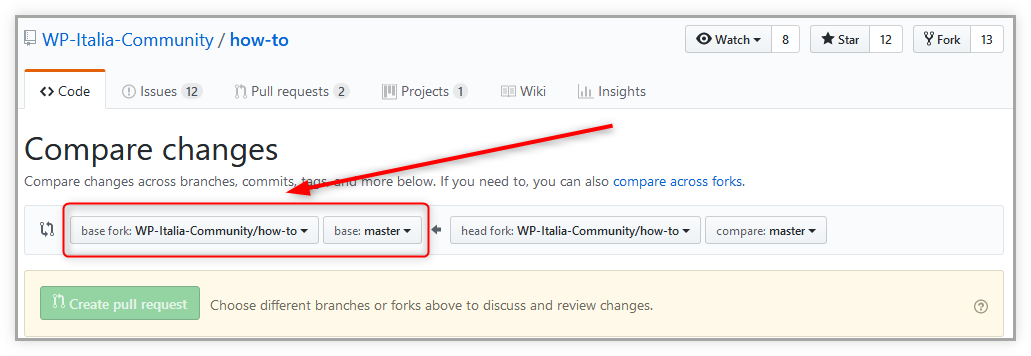 WP-Italia-Community / how-to
Watch 8 Star 12 Fork 13
Code Issues 12 Pull requests 2 Projects 1 Wiki Insights
Compare changes
Compare changes across branches, commits, tags, and more below. If you need to, you can also compare across forks.
base fork: WP-Italia-Community/how-to base: master head fork: WP-Italia-Community/how-to compare: master
Create pull request Choose different branches or forks above to discuss and review changes.